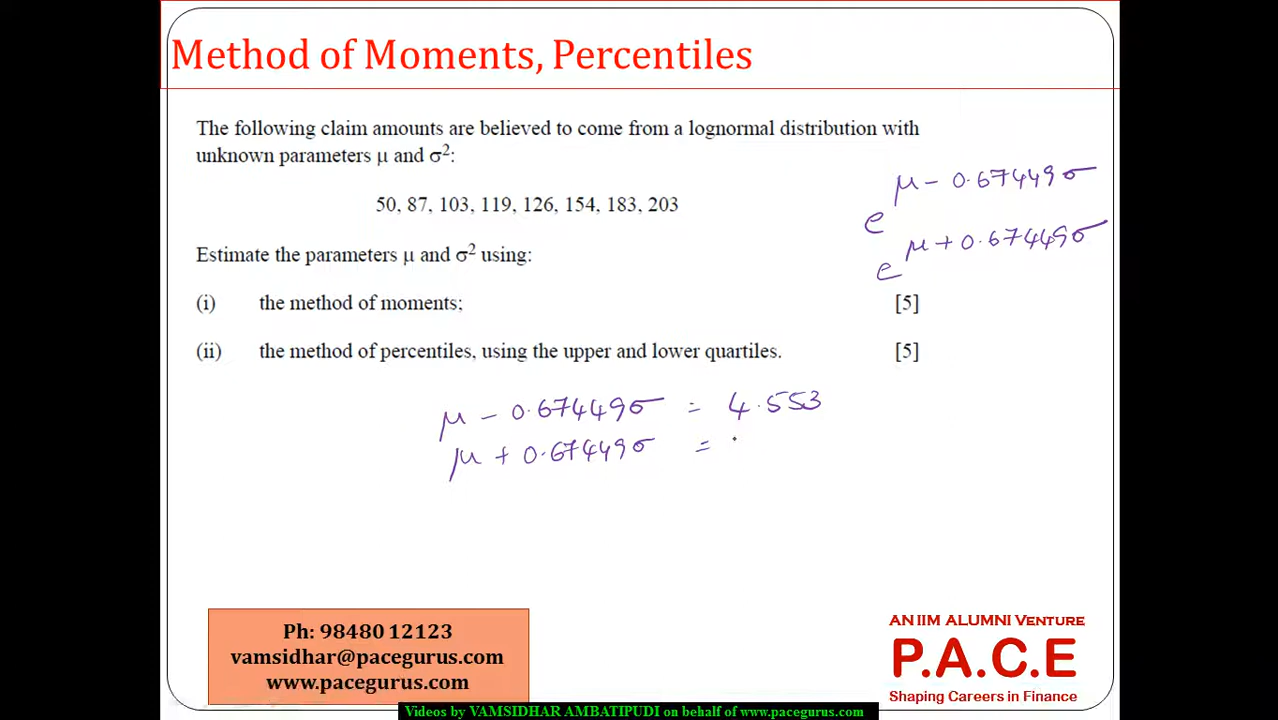 Method of Moments, Percentiles
The following claim amounts are believed to come from a lognormal distribution with
unknown parameters μ and σ²:
50, 87, 103, 119, 126, 154, 183, 203
e^μ - 0.67449σ
e^μ + 0.67449σ
Estimate the parameters μ and σ² using:
(i) the method of moments; [5]
(ii) the method of percentiles, using the upper and lower quartiles. [5]
μ - 0.67449σ = 4.553
μ + 0.67449σ =
Ph: 98480 12123
vamsidhar@pacegurus.com
www.pacegurus.com
AN IIM ALUMNI VENTURE
P.A.C.E
Shaping Careers in Finance
Videos by VAMSIDHAR AMBATIPUDI on behalf of www.pacegurus.com